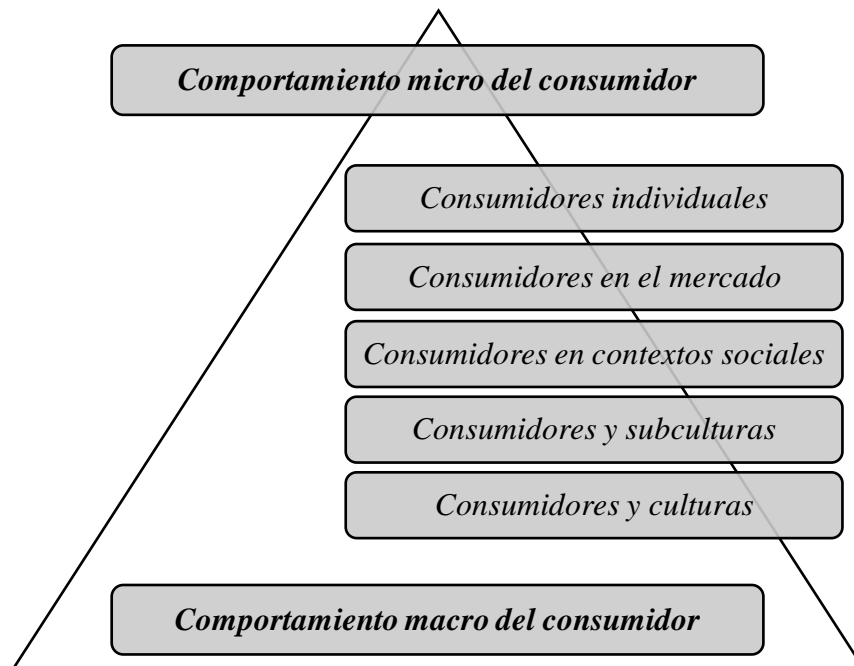 Comportamiento micro del consumidor
Consumidores individuales
Consumidores en el mercado
Consumidores en contextos sociales
Consumidores y subculturas
Consumidores y culturas
Comportamiento macro del consumidor